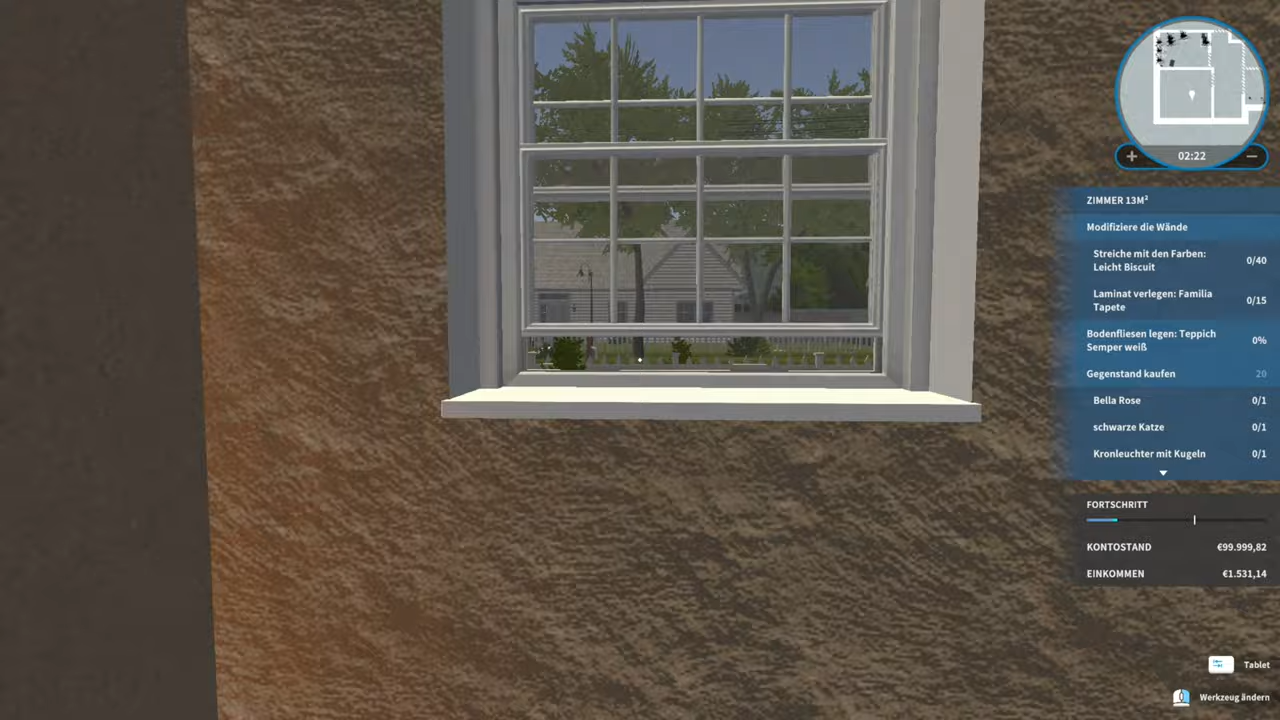 02:22
ZIMMER 13M²
Modifiziere die Wände
Streiche mit den Farben:
Leicht Biscuit
0/40
Laminat verlegen: Familia
Tapete
0/15
Bodenfliesen legen: Teppich
Semper weiß
0%
Gegenstand kaufen 20
Bella Rose 0/1
schwarze Katze 0/1
Kronleuchter mit Kugeln 0/1
FORTSCHRITT
KONTOSTAND €99.999,82
EINKOMMEN €1.531,14
Tablet
Werkzeug ändern